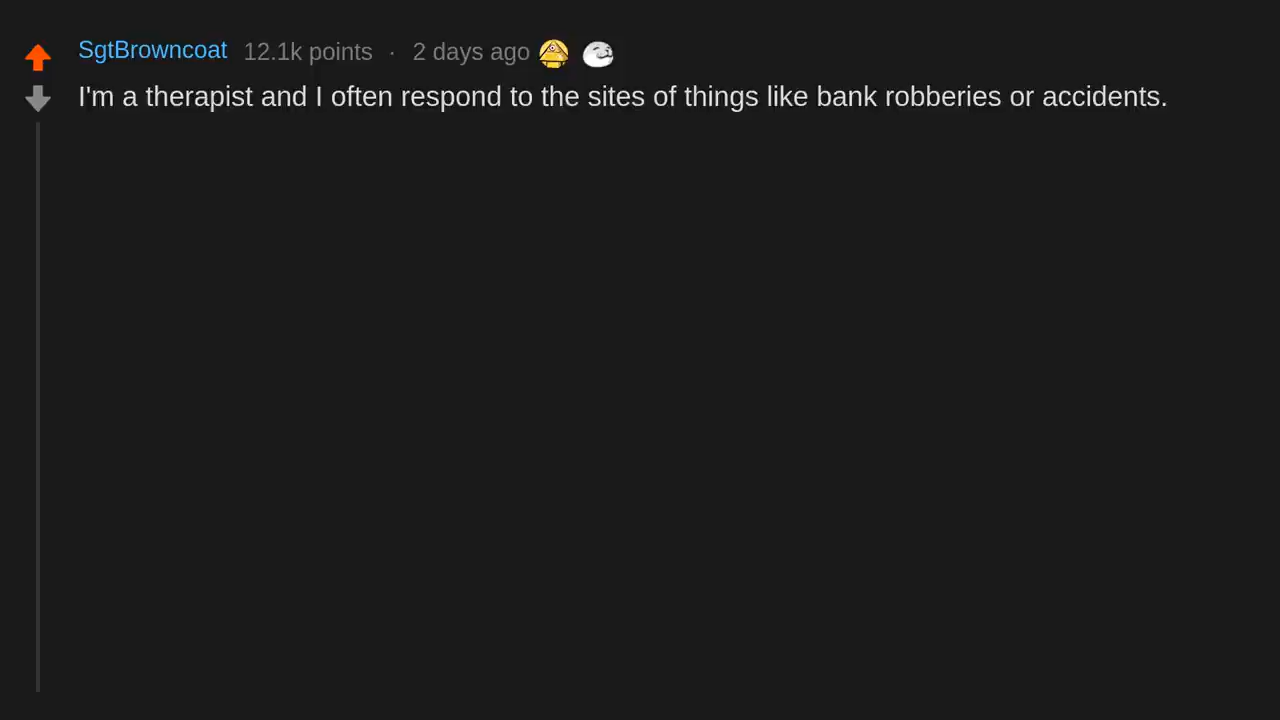 SgtBrowncoat 12.1k points · 2 days ago
I'm a therapist and I often respond to the sites of things like bank robberies or accidents.